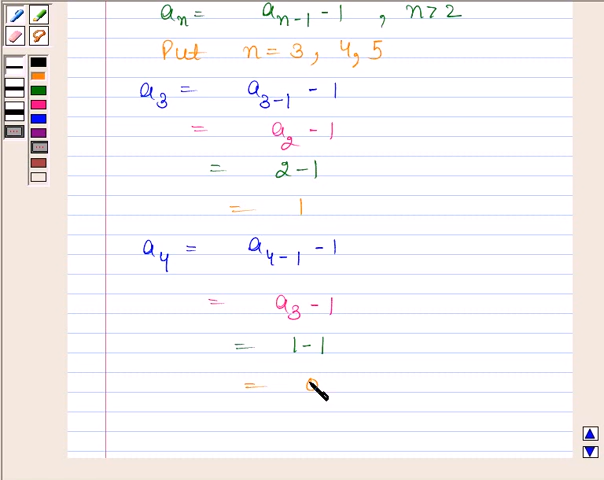 aₙ = aₙ₋₁ - 1 , n > 2
Put n = 3, 4, 5
a₃ = a₃₋₁ - 1
= a₂ - 1
= 2 - 1
= 1
a₄ = a₄₋₁ - 1
= a₃ - 1
= 1 - 1
= 0